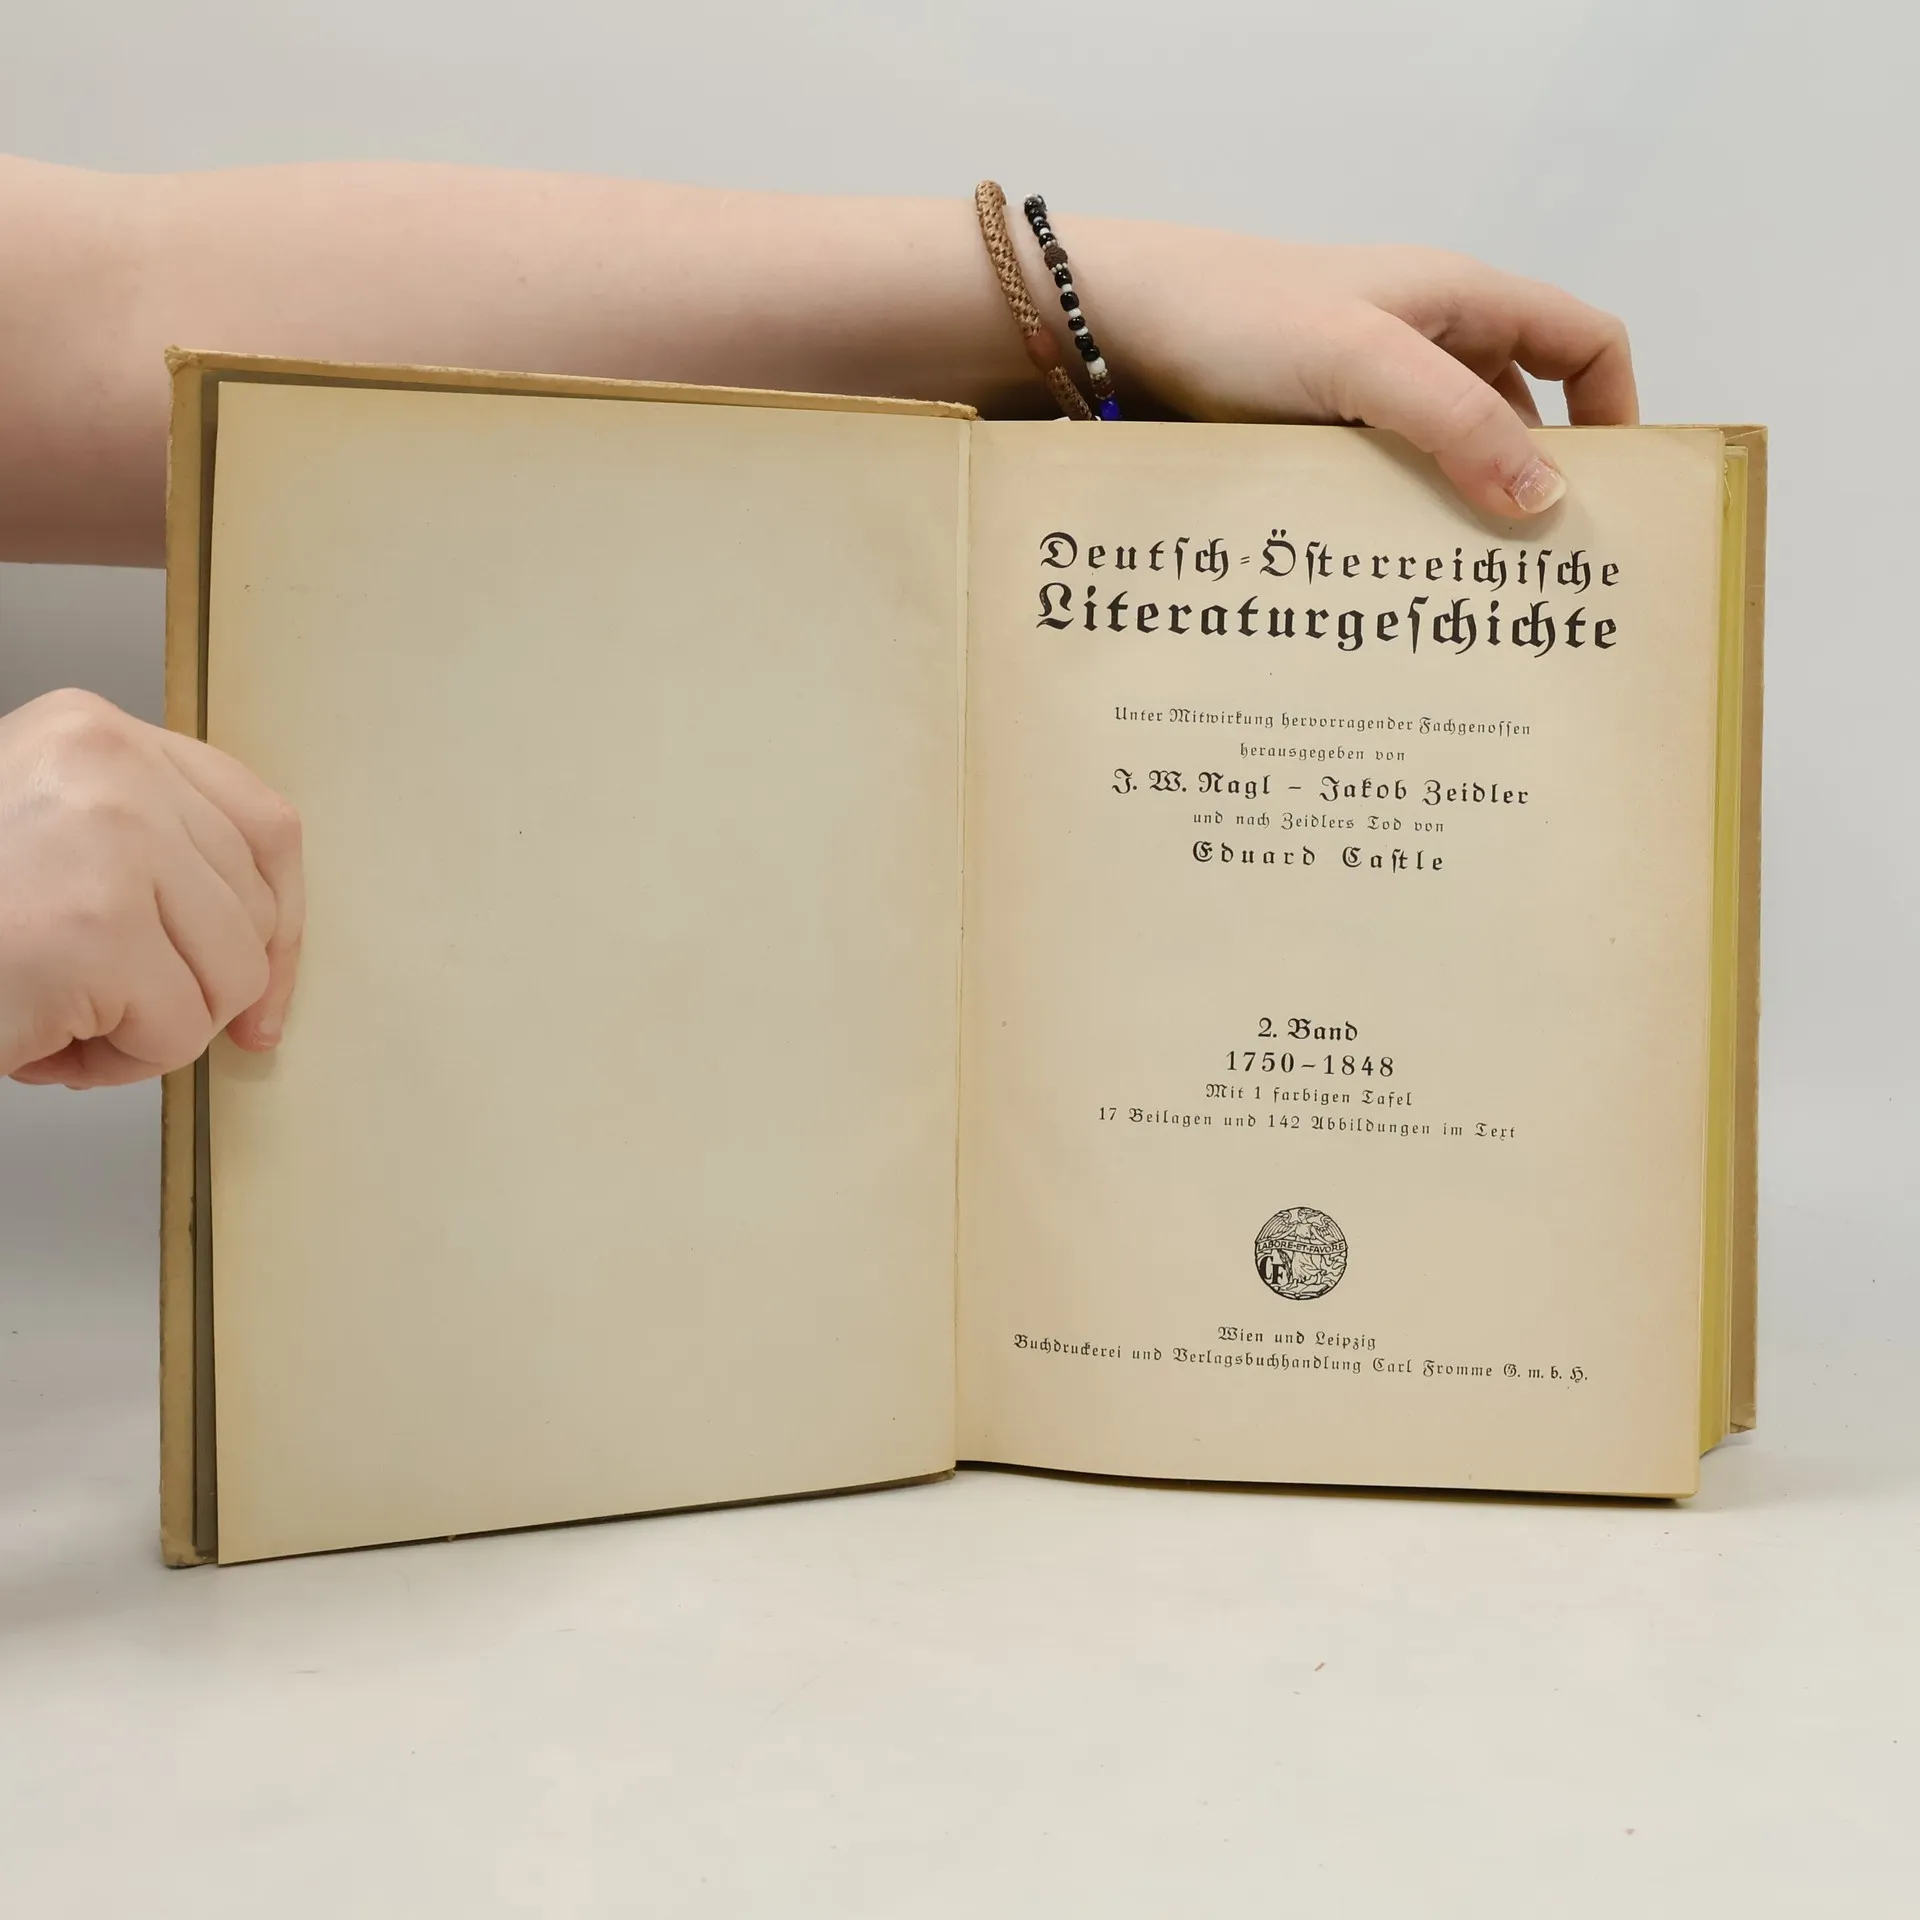 Deutsch-Österreichische
Literaturgeschichte
Unter Mitwirkung hervorragender Fachgenossen
herausgegeben von
J. W. Nagl – Jakob Zeidler
und nach Zeidlers Tod von
Eduard Castle
2. Band
1750–1848
Mit 1 farbigen Tafel
17 Beilagen und 142 Abbildungen im Text
LABORE·ET·FAVORE
CF
Wien und Leipzig
Buchdruckerei und Verlagsbuchhandlung Carl Fromme G. m. b. H.